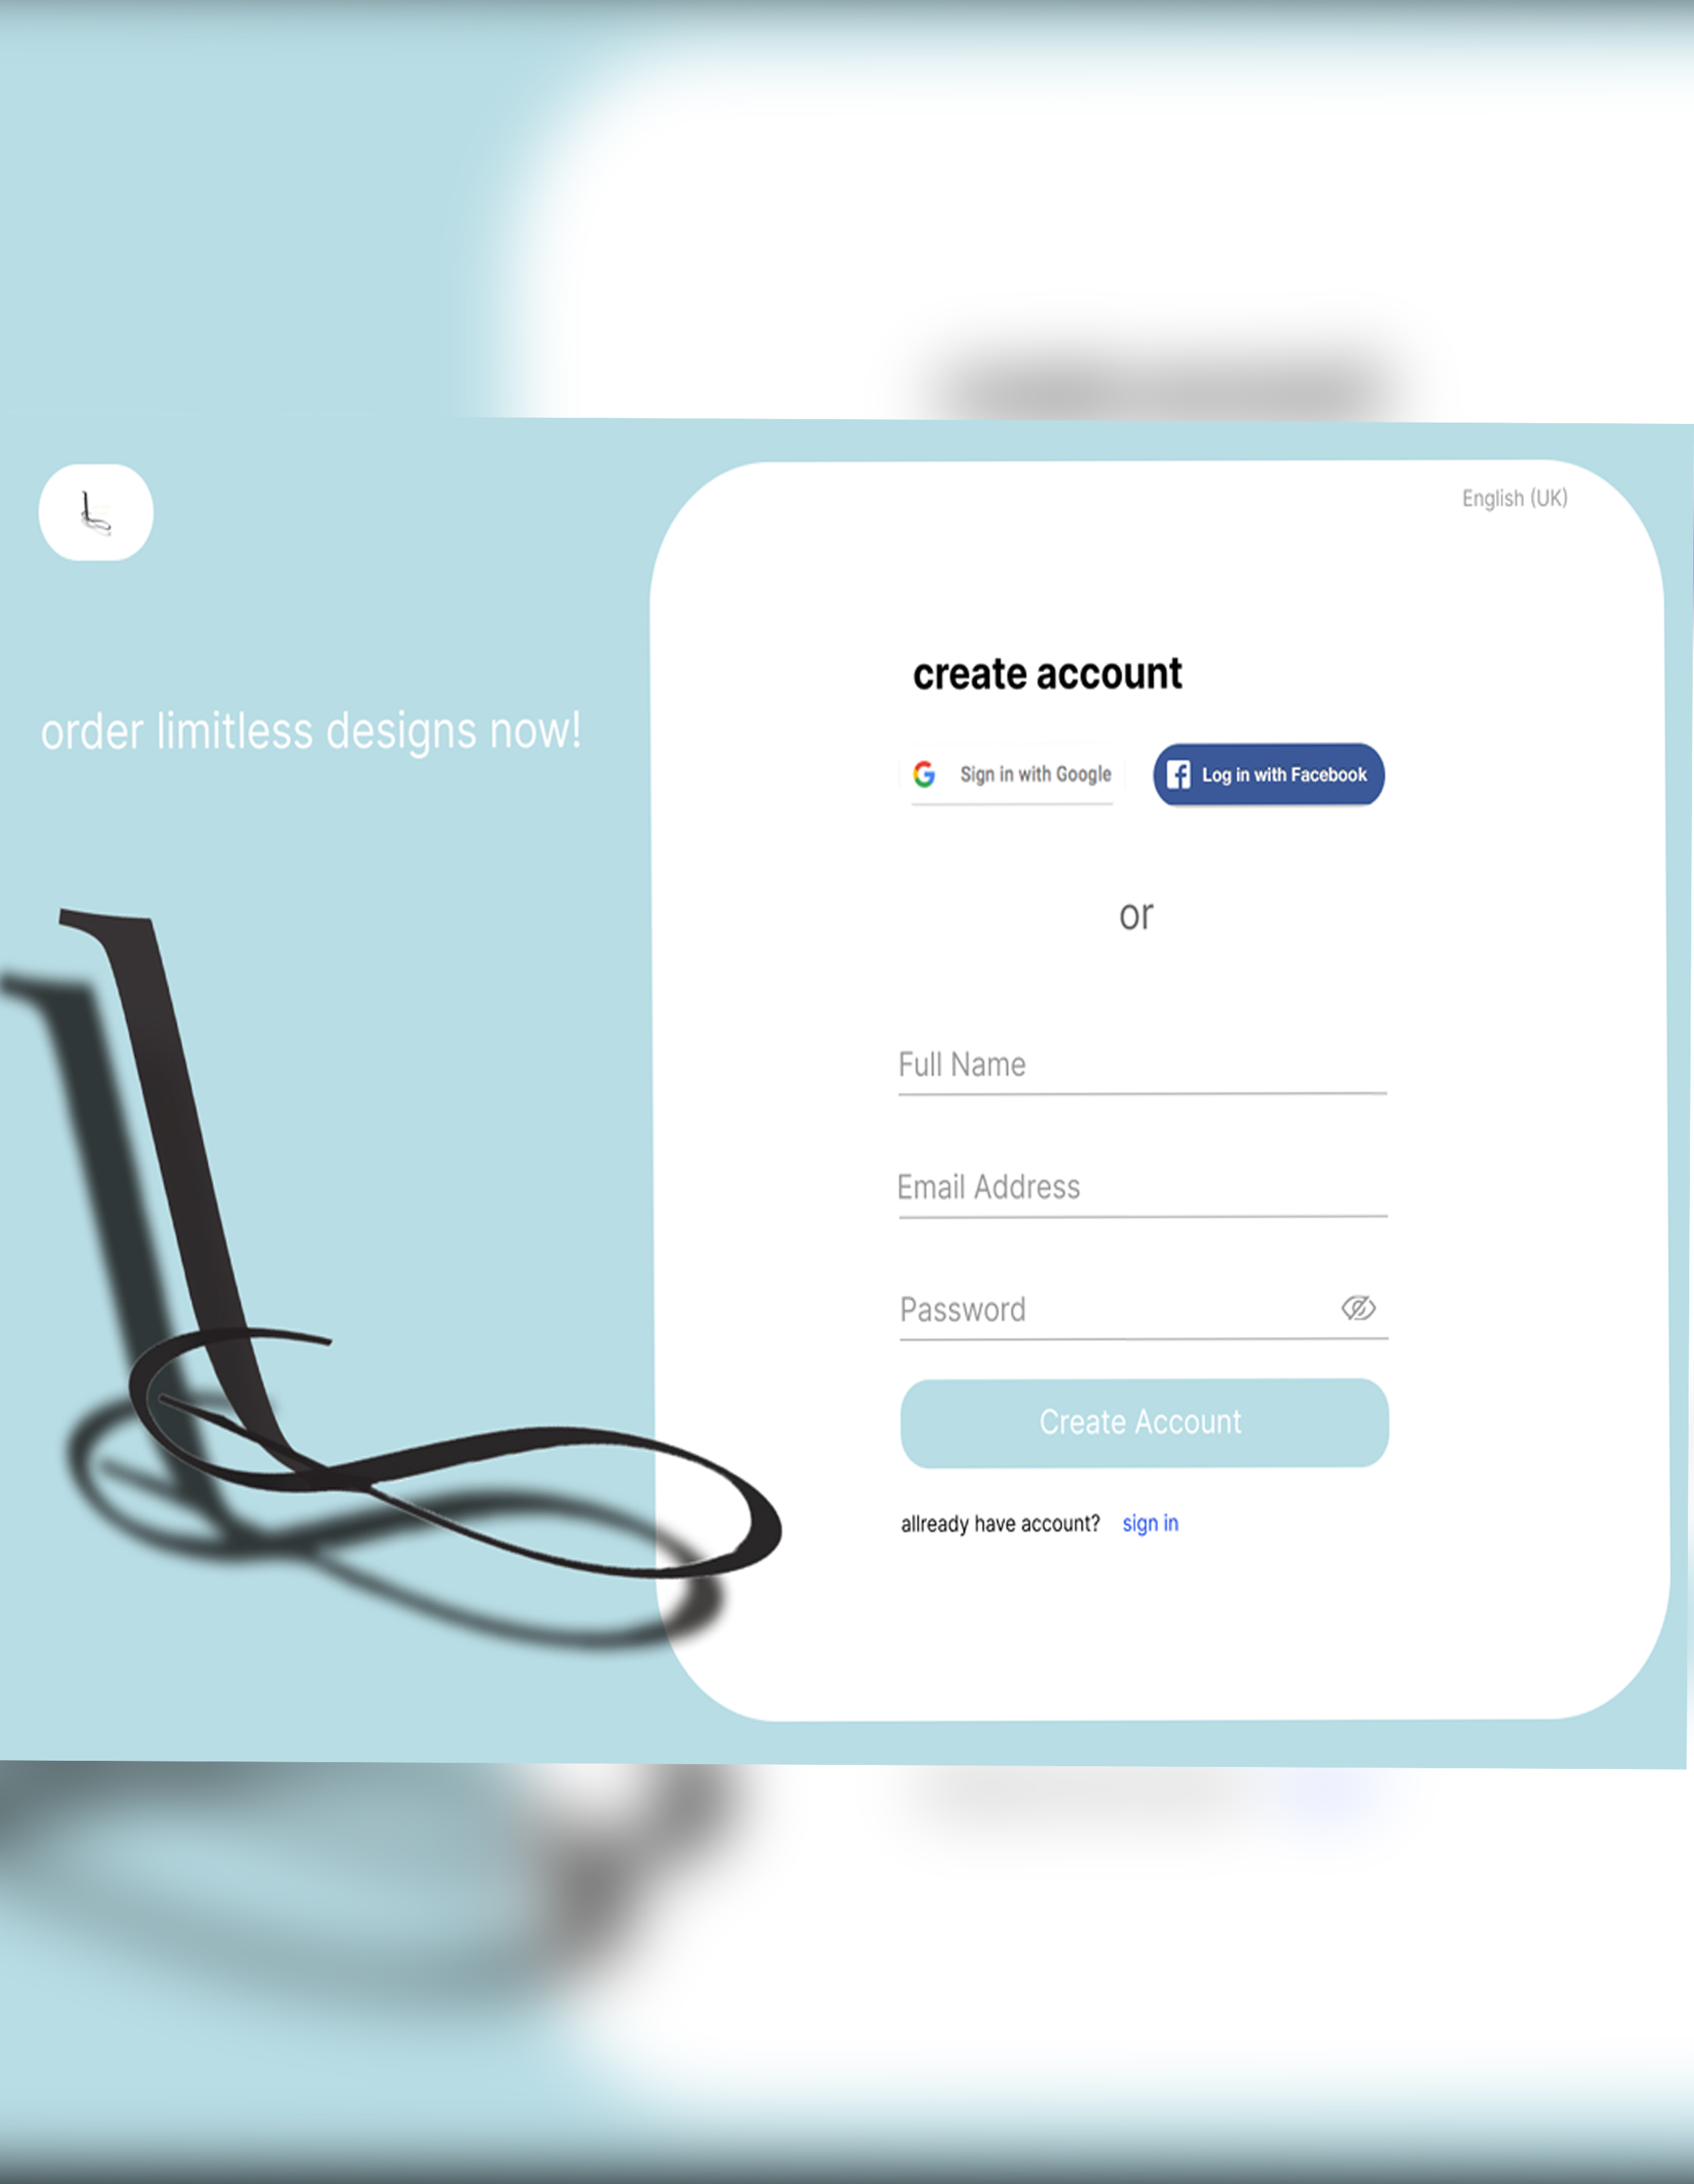 English (UK)
order limitless designs now!
create account
Sign in with Google
Log in with Facebook
or
Full Name
Email Address
Password
Create Account
allready have account? sign in